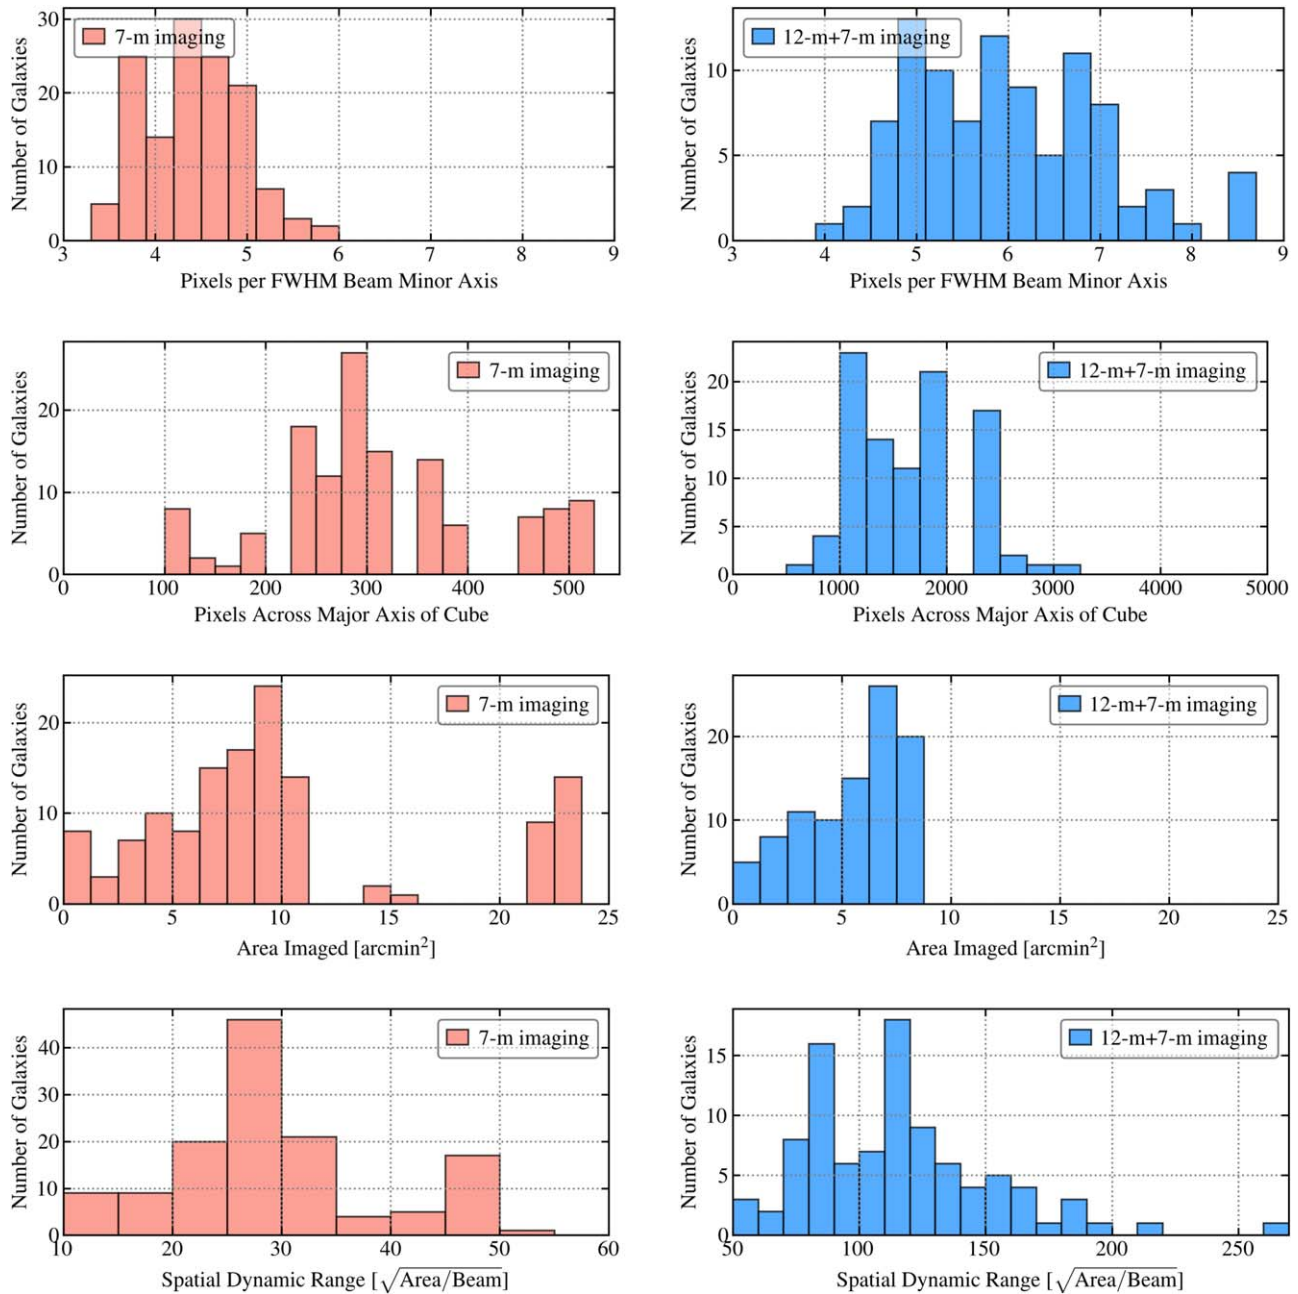 Number of Galaxies
30
20
10
0
7-m imaging
3 4 5 6 7 8 9
Pixels per FWHM Beam Minor Axis
Number of Galaxies
10
5
0
12-m+7-m imaging
3 4 5 6 7 8 9
Pixels per FWHM Beam Minor Axis
Number of Galaxies
20
10
0
7-m imaging
0 100 200 300 400 500
Pixels Across Major Axis of Cube
Number of Galaxies
20
15
10
5
0
12-m+7-m imaging
0 1000 2000 3000 4000 5000
Pixels Across Major Axis of Cube
Number of Galaxies
20
10
0
7-m imaging
0 5 10 15 20 25
Area Imaged [arcmin²]
Number of Galaxies
20
10
0
12-m+7-m imaging
0 5 10 15 20 25
Area Imaged [arcmin²]
Number of Galaxies
40
30
20
10
0
7-m imaging
10 20 30 40 50 60
Spatial Dynamic Range [√Area/Beam]
Number of Galaxies
15
10
5
0
12-m+7-m imaging
50 100 150 200 250
Spatial Dynamic Range [√Area/Beam]